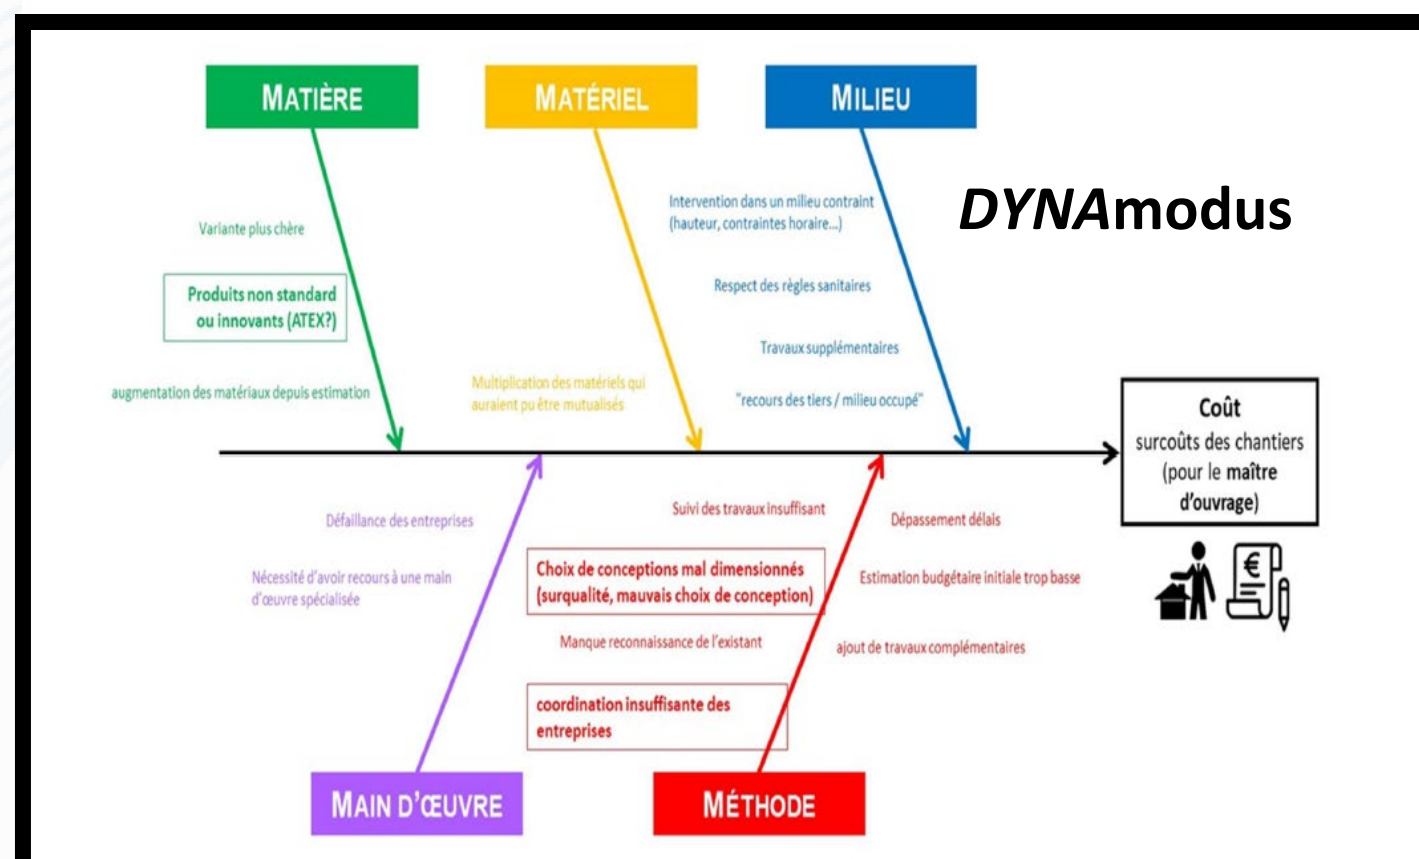 MATIÈRE
MATÉRIEL
MILIEU
DYNAmodus
Variante plus chère
Produits non standard
ou innovants (ATEX?)
augmentation des matériaux depuis estimation
Multiplication des matériels qui
auraient pu être mutualisés
Intervention dans un milieu contraint
(hauteur, contraintes horaire...)
Respect des règles sanitaires
Travaux supplémentaires
"recours des tiers / milieu occupé"
Coût
surcoûts des chantiers
(pour le maître
d'ouvrage)
€
Défaillance des entreprises
Nécessité d'avoir recours à une main
d'œuvre spécialisée
Suivi des travaux insuffisant
Choix de conceptions mal dimensionnés
(surqualité, mauvais choix de conception)
Manque reconnaissance de l'existant
coordination insuffisante des
entreprises
Dépassement délais
Estimation budgétaire initiale trop basse
ajout de travaux complémentaires
MAIN D'ŒUVRE
MÉTHODE